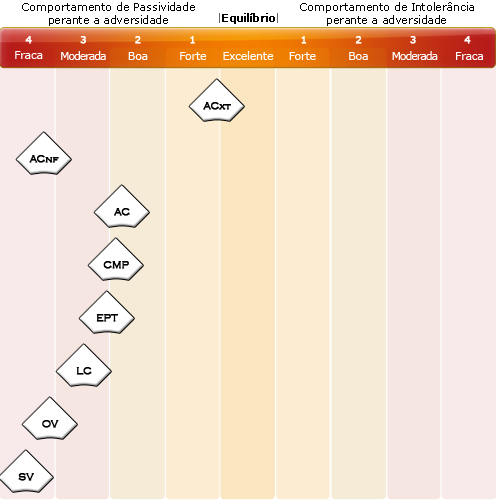 Comportamento de Passividade
perante a adversidade
|Equilíbrio|
Comportamento de Intolerância
perante a adversidade
4 3 2 1 1 2 3 4
Fraca Moderada Boa Forte Excelente Forte Boa Moderada Fraca
ACXT
ACNF
AC
CMP
EPT
LC
OV
SV